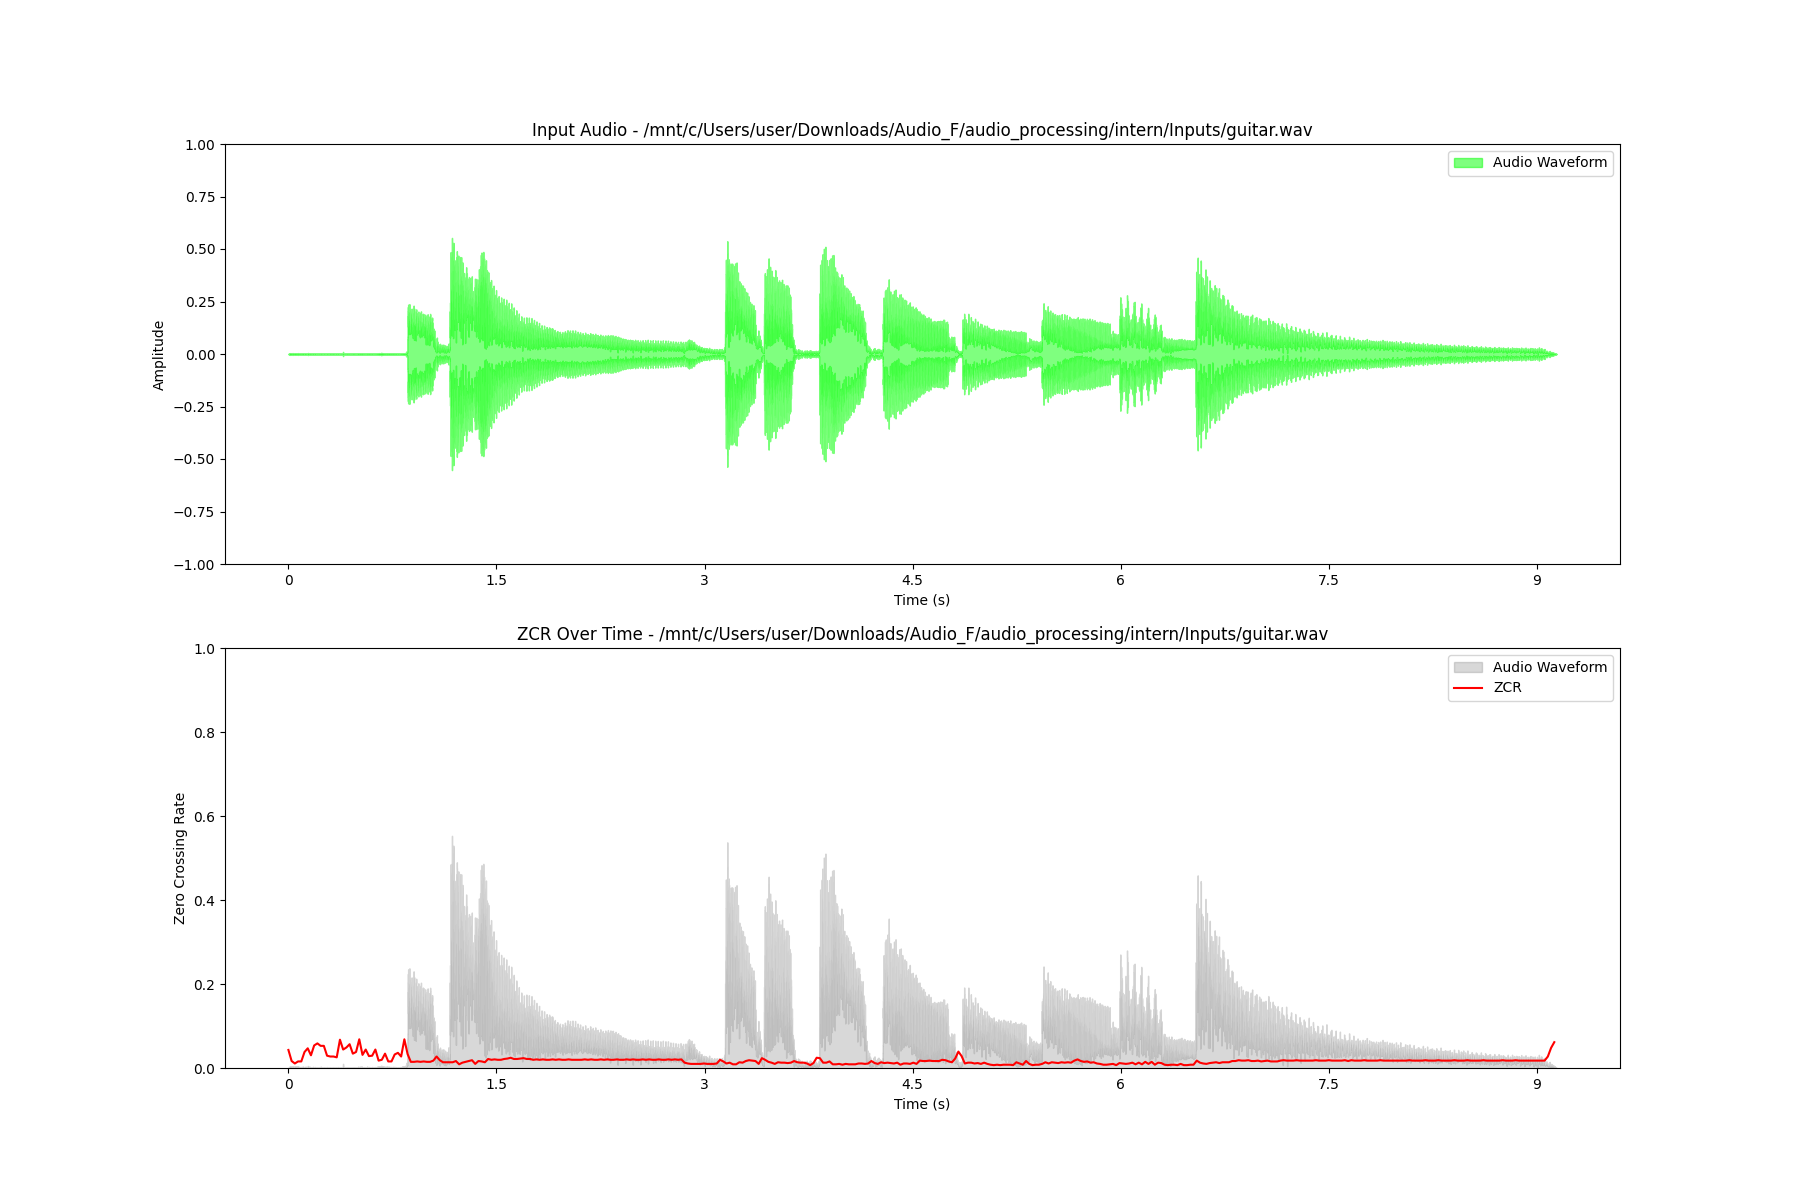 Input Audio - /mnt/c/Users/user/Downloads/Audio_F/audio_processing/intern/Inputs/guitar.wav
1.00
0.75
0.50
0.25
0.00
−0.25
−0.50
−0.75
−1.00
Amplitude
Audio Waveform
0 1.5 3 4.5 6 7.5 9
Time (s)
ZCR Over Time - /mnt/c/Users/user/Downloads/Audio_F/audio_processing/intern/Inputs/guitar.wav
1.0
0.8
0.6
0.4
0.2
0.0
Zero Crossing Rate
Audio Waveform
ZCR
0 1.5 3 4.5 6 7.5 9
Time (s)